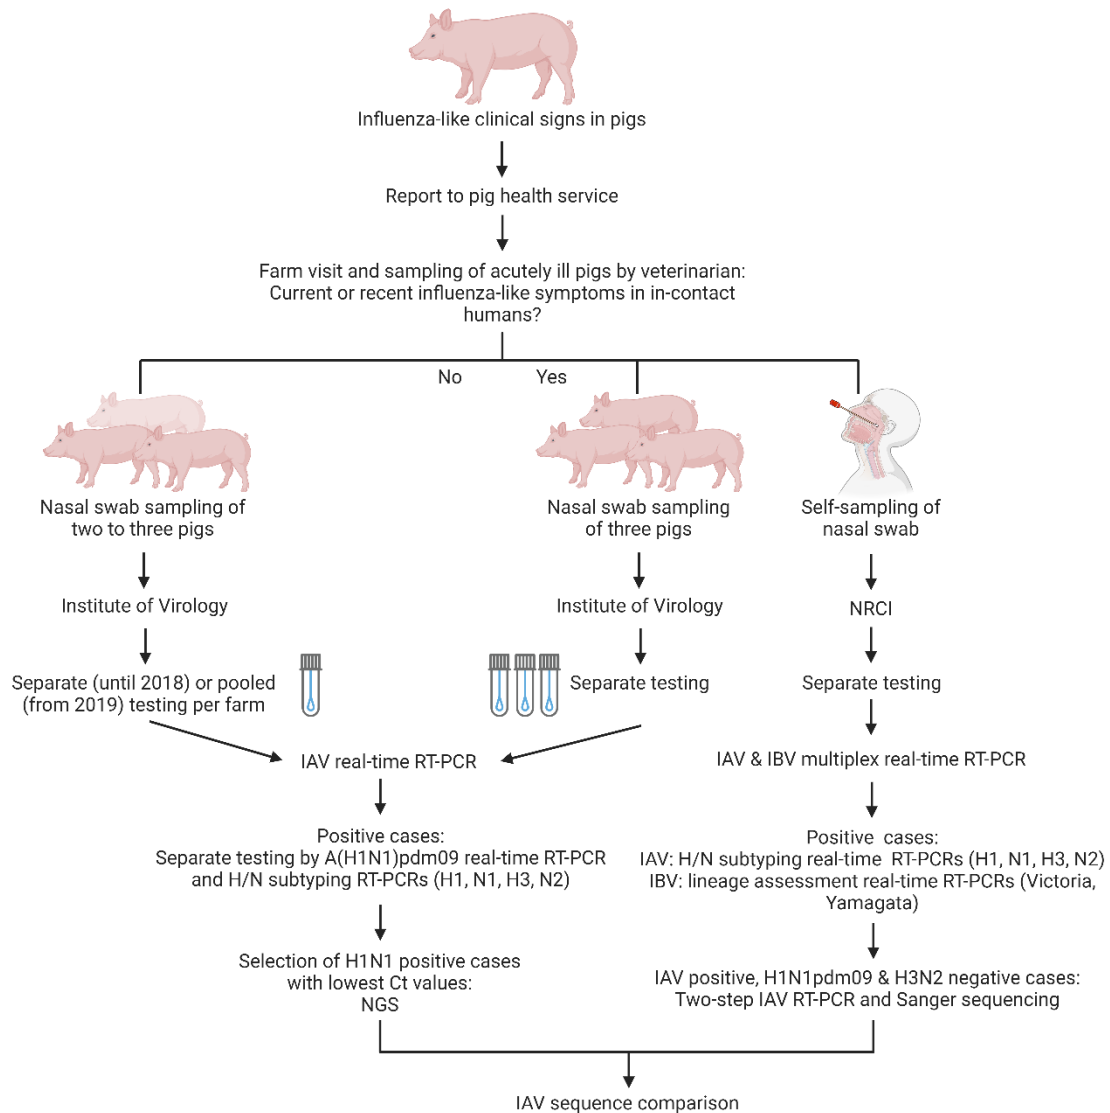 Influenza-like clinical signs in pigs
Report to pig health service
Farm visit and sampling of acutely ill pigs by veterinarian:
Current or recent influenza-like symptoms in in-contact
humans?
No
Yes
Nasal swab sampling of
two to three pigs
Nasal swab sampling
of three pigs
Self-sampling of
nasal swab
Institute of Virology
Institute of Virology
NRCI
Separate (until 2018) or pooled
(from 2019) testing per farm
Separate testing
Separate testing
IAV real-time RT-PCR
IAV & IBV multiplex real-time RT-PCR
Positive cases:
Separate testing by A(H1N1)pdm09 real-time RT-PCR
and H/N subtyping RT-PCRs (H1, N1, H3, N2)
Positive cases:
IAV: H/N subtyping real-time RT-PCRs (H1, N1, H3, N2)
IBV: lineage assessment real-time RT-PCRs (Victoria,
Yamagata)
Selection of H1N1 positive cases
with lowest Ct values:
NGS
IAV positive, H1N1pdm09 & H3N2 negative cases:
Two-step IAV RT-PCR and Sanger sequencing
IAV sequence comparison